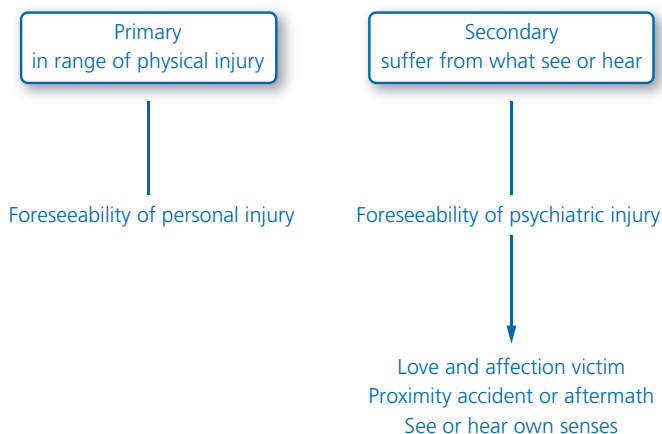 Primary
in range of physical injury
Foreseeability of personal injury
Secondary
suffer from what see or hear
Foreseeability of psychiatric injury
Love and affection victim
Proximity accident or aftermath
See or hear own senses